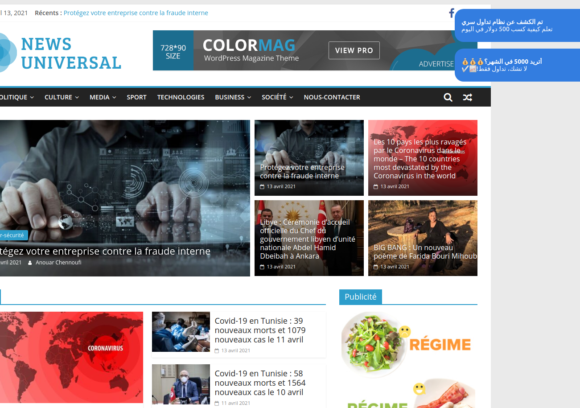 13, 2021 Récents : Protégez votre entreprise contre la fraude interne
تم الكشف عن نظام تداول سري
تعلم كيفية كسب 500 دولار في اليوم
أتريد 5000 في الشهر؟
لا تشك، تداول فقط!
NEWS
UNIVERSAL
728*90
SIZE
COLORMAG
WordPress Magazine Theme
VIEW PRO
ADVERTISE
OLITIQUE CULTURE MEDIA SPORT TECHNOLOGIES BUSINESS SOCIÉTÉ NOUS-CONTACTER
sécurité
tégez votre entreprise contre la fraude interne
avril 2021 Anouar Chennoufi
Protégez votre entreprise
contre la fraude interne
13 avril 2021
Des 10 pays les plus ravagés
par le Coronavirus dans le
monde – The 10 countries
most devastated by the
Coronavirus in the world
13 avril 2021
Libye : Cérémonie d'accueil
officielle du Chef du
gouvernement libyen d'unité
nationale Abdel Hamid
Dbeibah à Ankara
13 avril 2021
BIG BANG : Un nouveau
poème de Farida Bouri Mihoub
13 avril 2021
CORONAVIRUS
Covid-19 en Tunisie : 39
nouveaux morts et 1079
nouveaux cas le 11 avril
13 avril 2021
Covid-19 en Tunisie : 58
nouveaux morts et 1564
nouveaux cas le 10 avril
11 avril 2021
Publicité
RÉGIME
RÉGIME